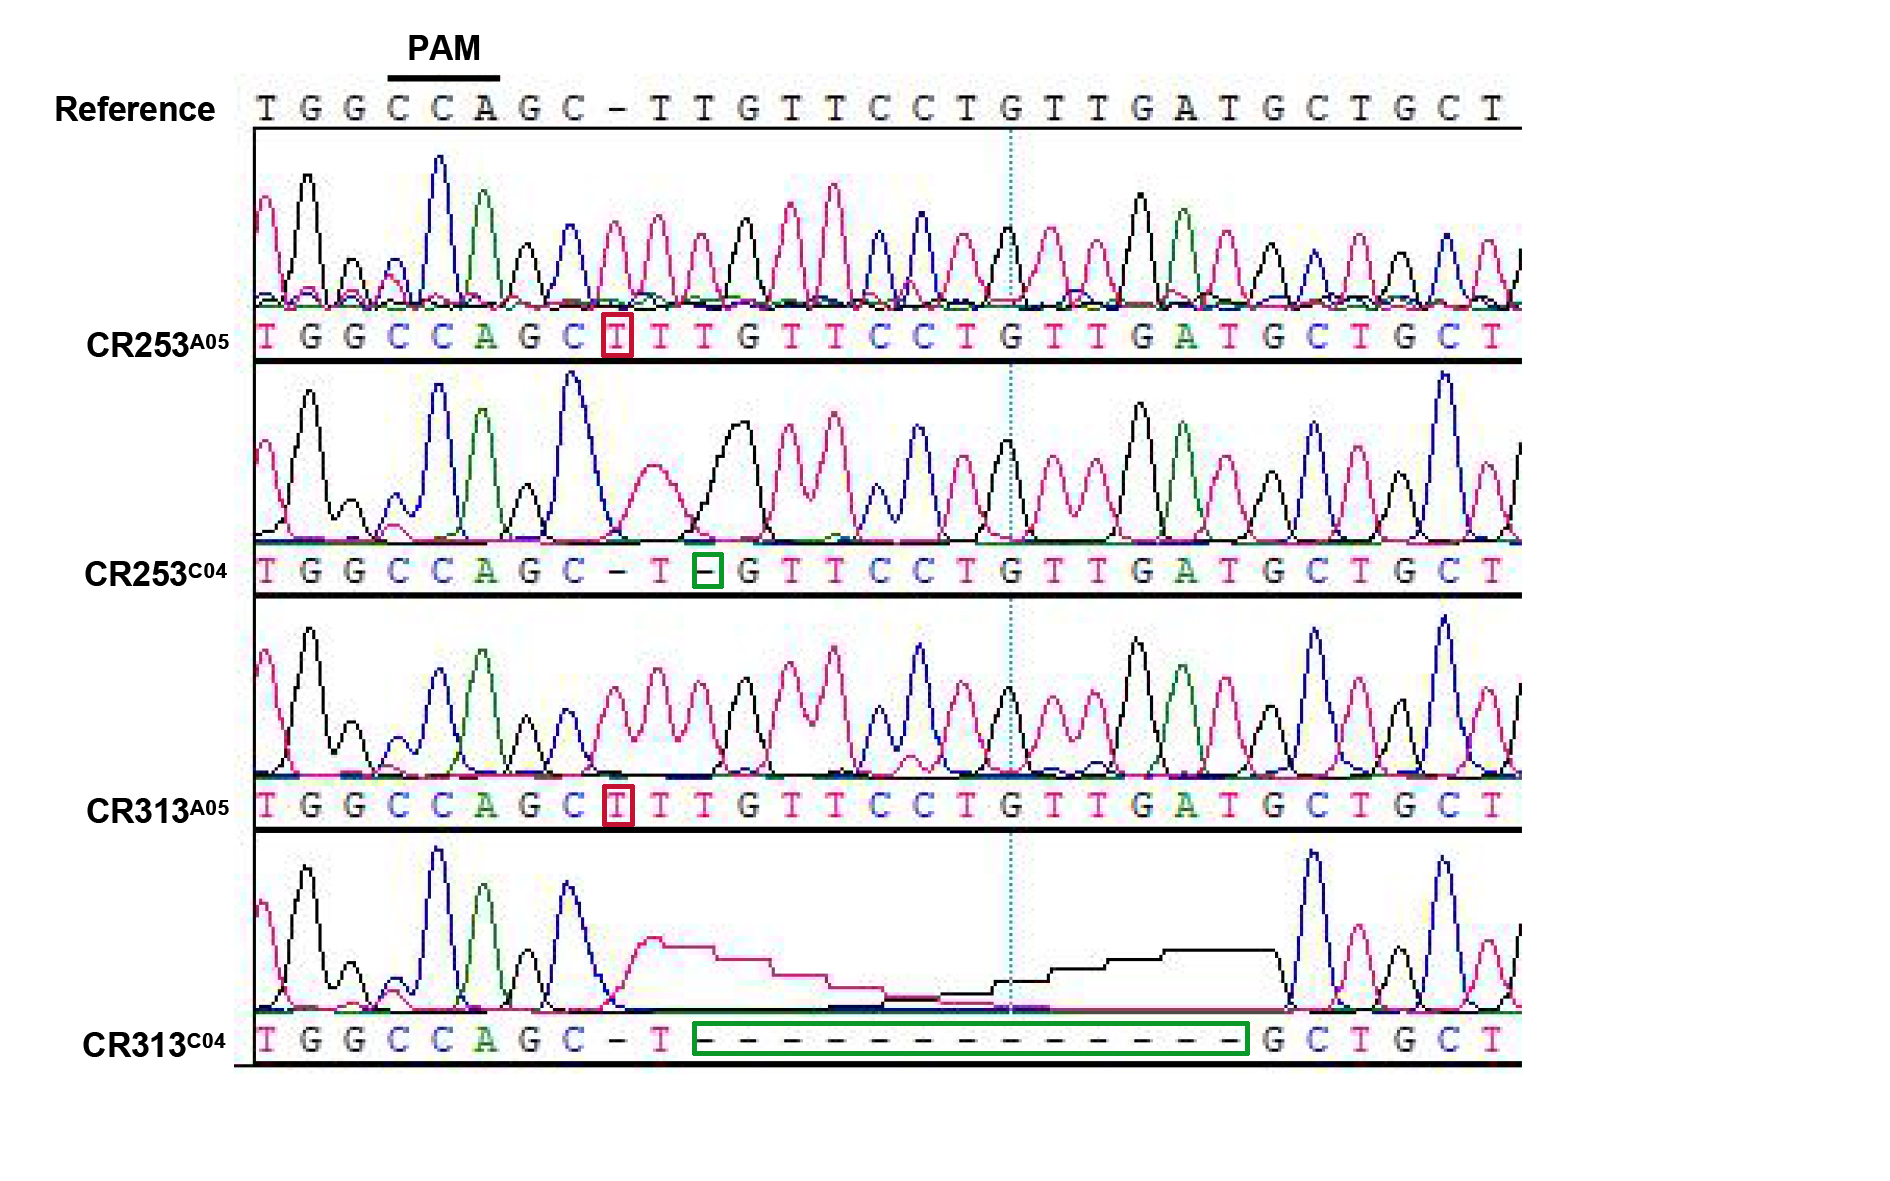 PAM
Reference T G G C C A G C - T T G T T C C T G T T G A T G C T G C T
CR253A05 T G G C C A G C T T T G T T C C T G T T G A T G C T G C T
CR253C04 T G G C C A G C - T - G T T C C T G T T G A T G C T G C T
CR313A05 T G G C C A G C T T T G T T C C T G T T G A T G C T G C T
CR313C04 T G G C C A G C - T - - - - - - - - - - - - - G C T G C T